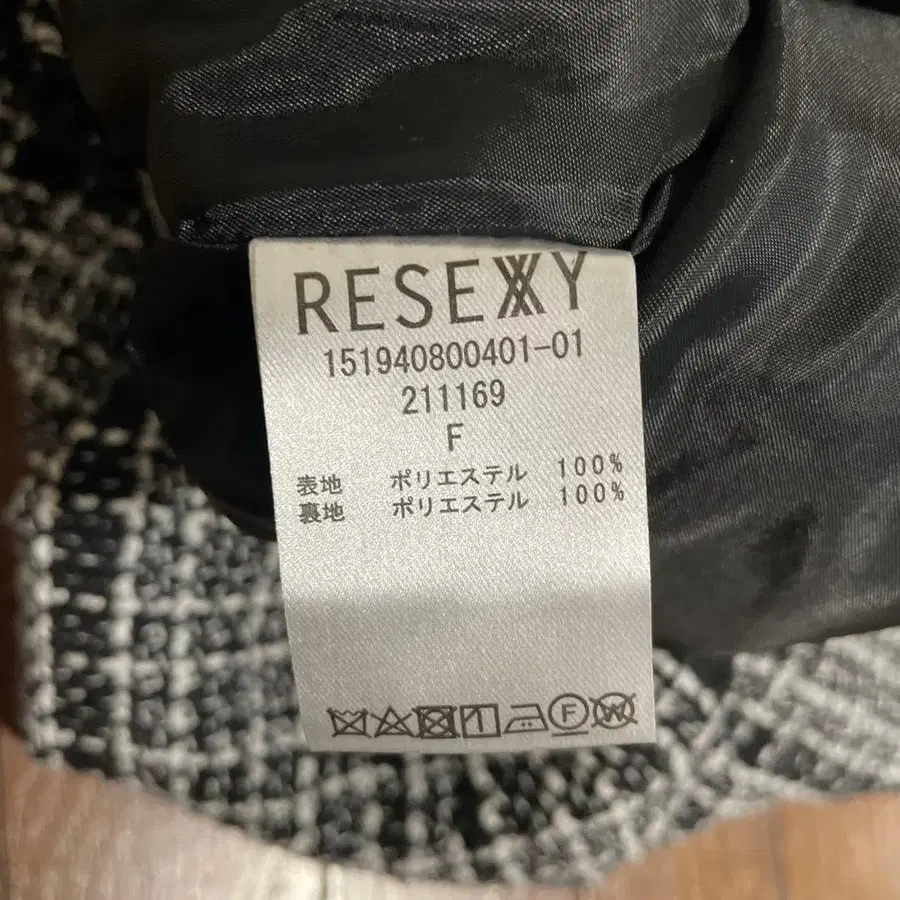 RESEXXY
151940800401-01
211169
F
表地 ポリエステル 100%
裏地 ポリエステル 100%
F W